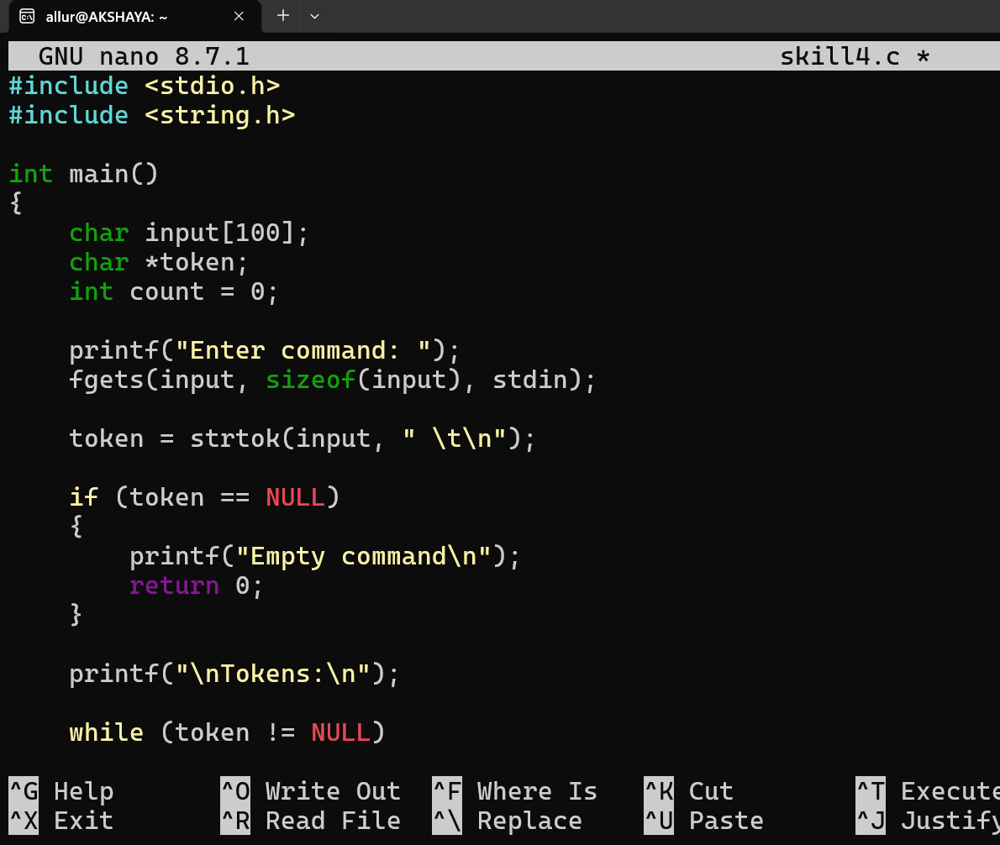 allur@AKSHAYA: ~
GNU nano 8.7.1 skill4.c *
#include <stdio.h>
#include <string.h>

int main()
{
    char input[100];
    char *token;
    int count = 0;

    printf("Enter command: ");
    fgets(input, sizeof(input), stdin);

    token = strtok(input, " \t\n");

    if (token == NULL)
    {
        printf("Empty command\n");
        return 0;
    }

    printf("\nTokens:\n");

    while (token != NULL)

^G Help ^O Write Out ^F Where Is ^K Cut ^T Execute
^X Exit ^R Read File ^\ Replace ^U Paste ^J Justify